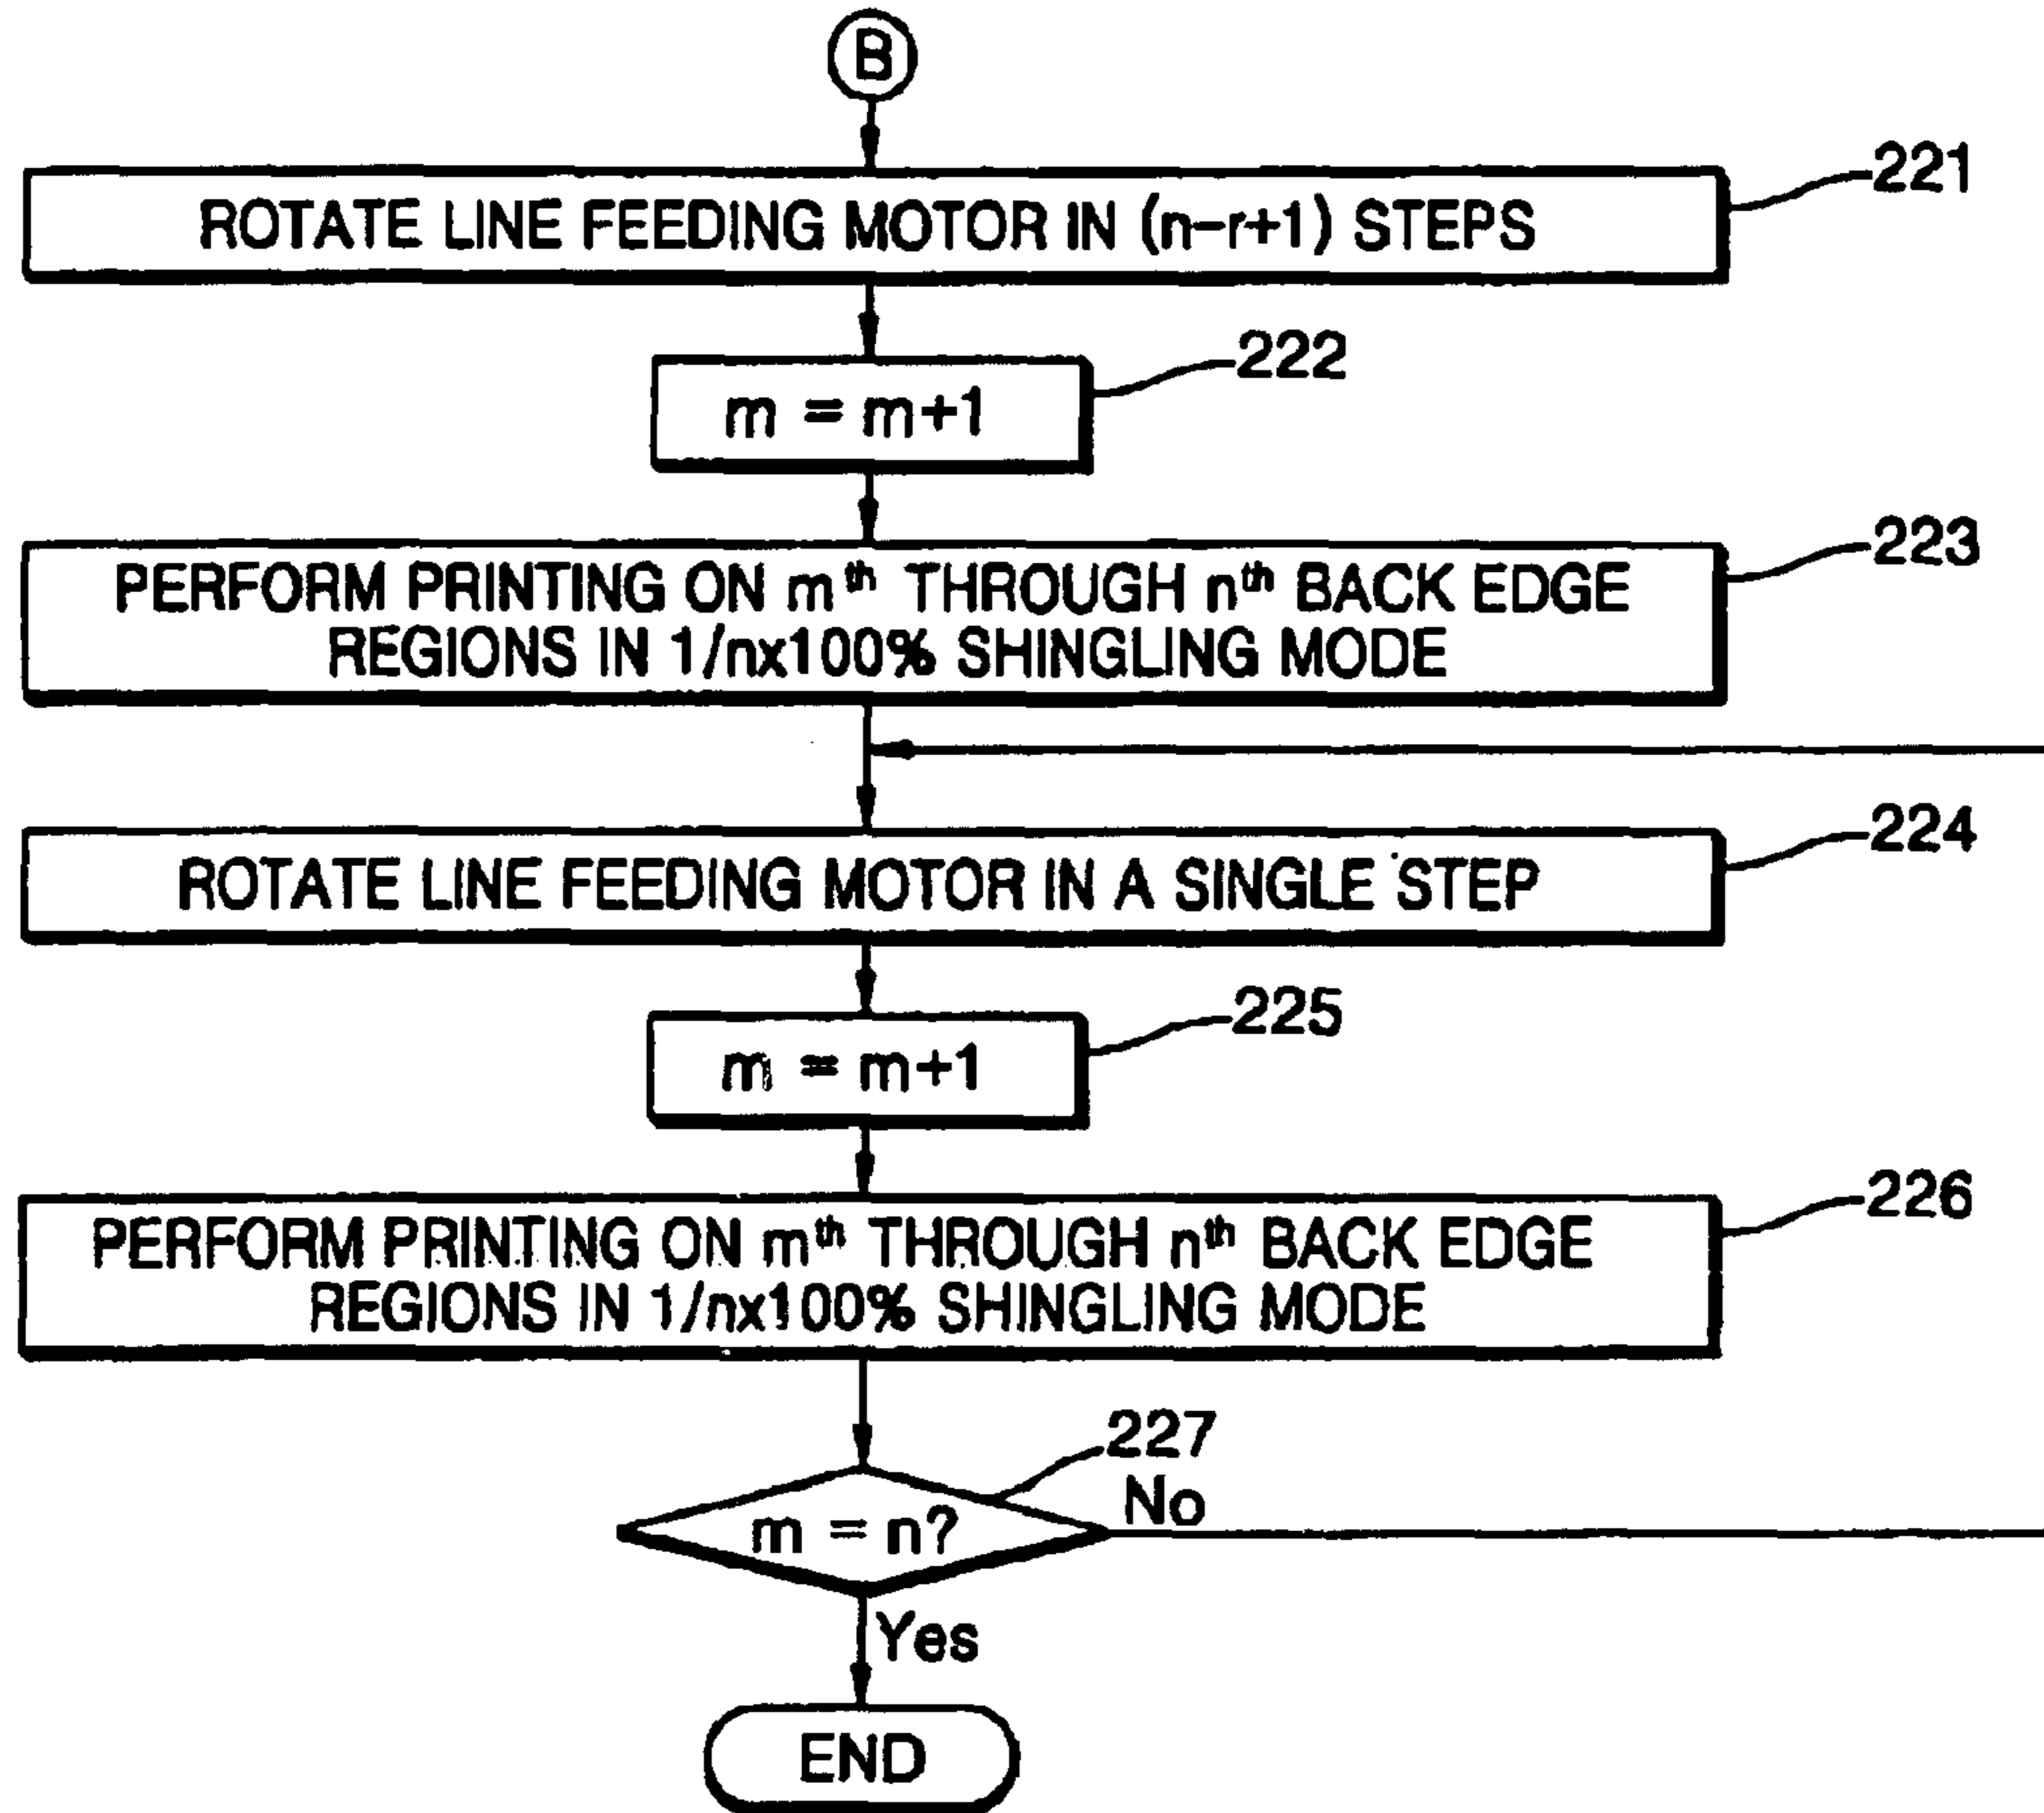 B
221
ROTATE LINE FEEDING MOTOR IN (n-r+1) STEPS
222
m = m+1
223
PERFORM PRINTING ON mth THROUGH nth BACK EDGE
REGIONS IN 1/nx100% SHINGLING MODE
224
ROTATE LINE FEEDING MOTOR IN A SINGLE STEP
225
m = m+1
226
PERFORM PRINTING ON mth THROUGH nth BACK EDGE
REGIONS IN 1/nx100% SHINGLING MODE
227
m = n?
No
Yes
END